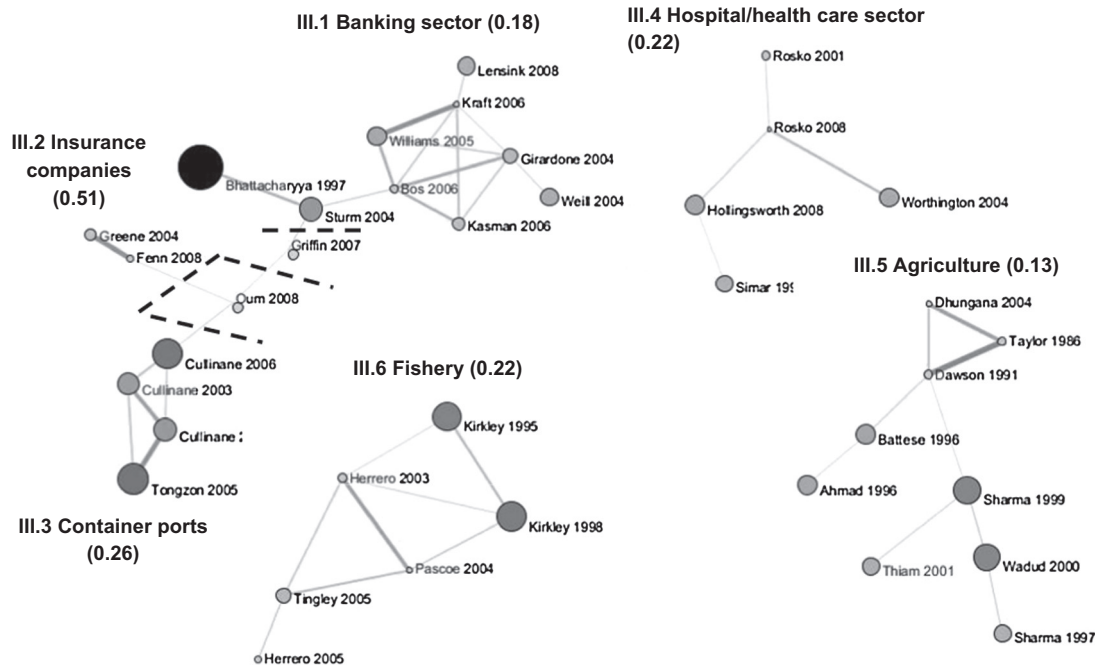 III.1 Banking sector (0.18)
Lensink 2008
Kraft 2006
Williams 2005
Girardone 2004
Bos 2006
Weill 2004
Kasman 2006
Bhattacharyya 1997
Sturm 2004
III.2 Insurance
companies
(0.51)
Greene 2004
Fenn 2008
Griffin 2007
Oum 2008
Cullinane 2006
Cullinane 2003
Cullinane 2
Tongzon 2005
III.3 Container ports
(0.26)
III.4 Hospital/health care sector
(0.22)
Rosko 2001
Rosko 2008
Hollingsworth 2008
Worthington 2004
Simar 199
III.5 Agriculture (0.13)
Dhungana 2004
Taylor 1986
Dawson 1991
Battese 1996
Ahmad 1996
Sharma 1999
Thiam 2001
Wadud 2000
Sharma 1997
III.6 Fishery (0.22)
Kirkley 1995
Herrero 2003
Kirkley 1998
Pascoe 2004
Tingley 2005
Herrero 2005